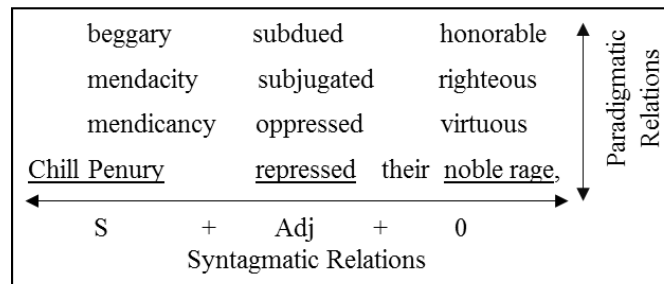 beggary subdued honorable
mendacity subjugated righteous
mendicancy oppressed virtuous
Chill Penury repressed their noble rage,
S + Adj + 0
Syntagmatic Relations
Paradigmatic
Relations